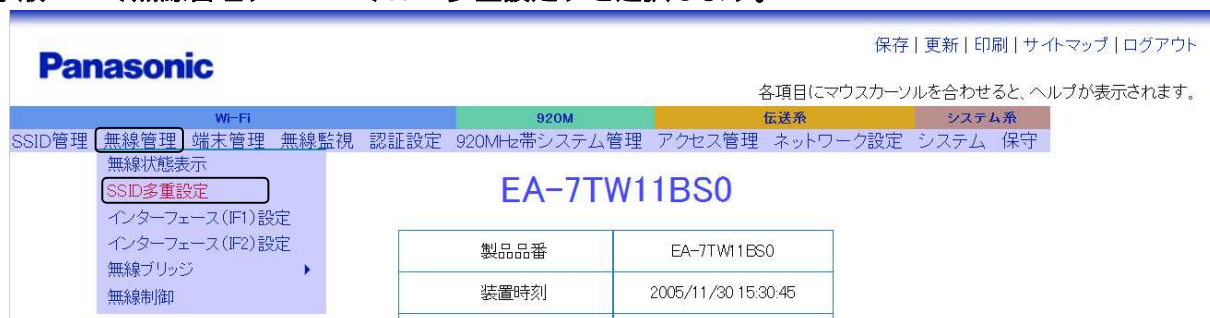 保存 | 更新 | 印刷 | サイトマップ | ログアウト
Panasonic
各項目にマウスカーソルを合わせると、ヘルプが表示されます。
Wi-Fi 920M 伝送系 システム系
SSID管理 無線管理 端末管理 無線監視 認証設定 920MHz帯システム管理 アクセス管理 ネットワーク設定 システム 保守
無線状態表示
SSID多重設定
インターフェース(IF1)設定
インターフェース(IF2)設定
無線ブリッジ
無線制御
EA-7TW11BS0
製品品番 EA-7TW11BS0
装置時刻 2005/11/30 15:30:45